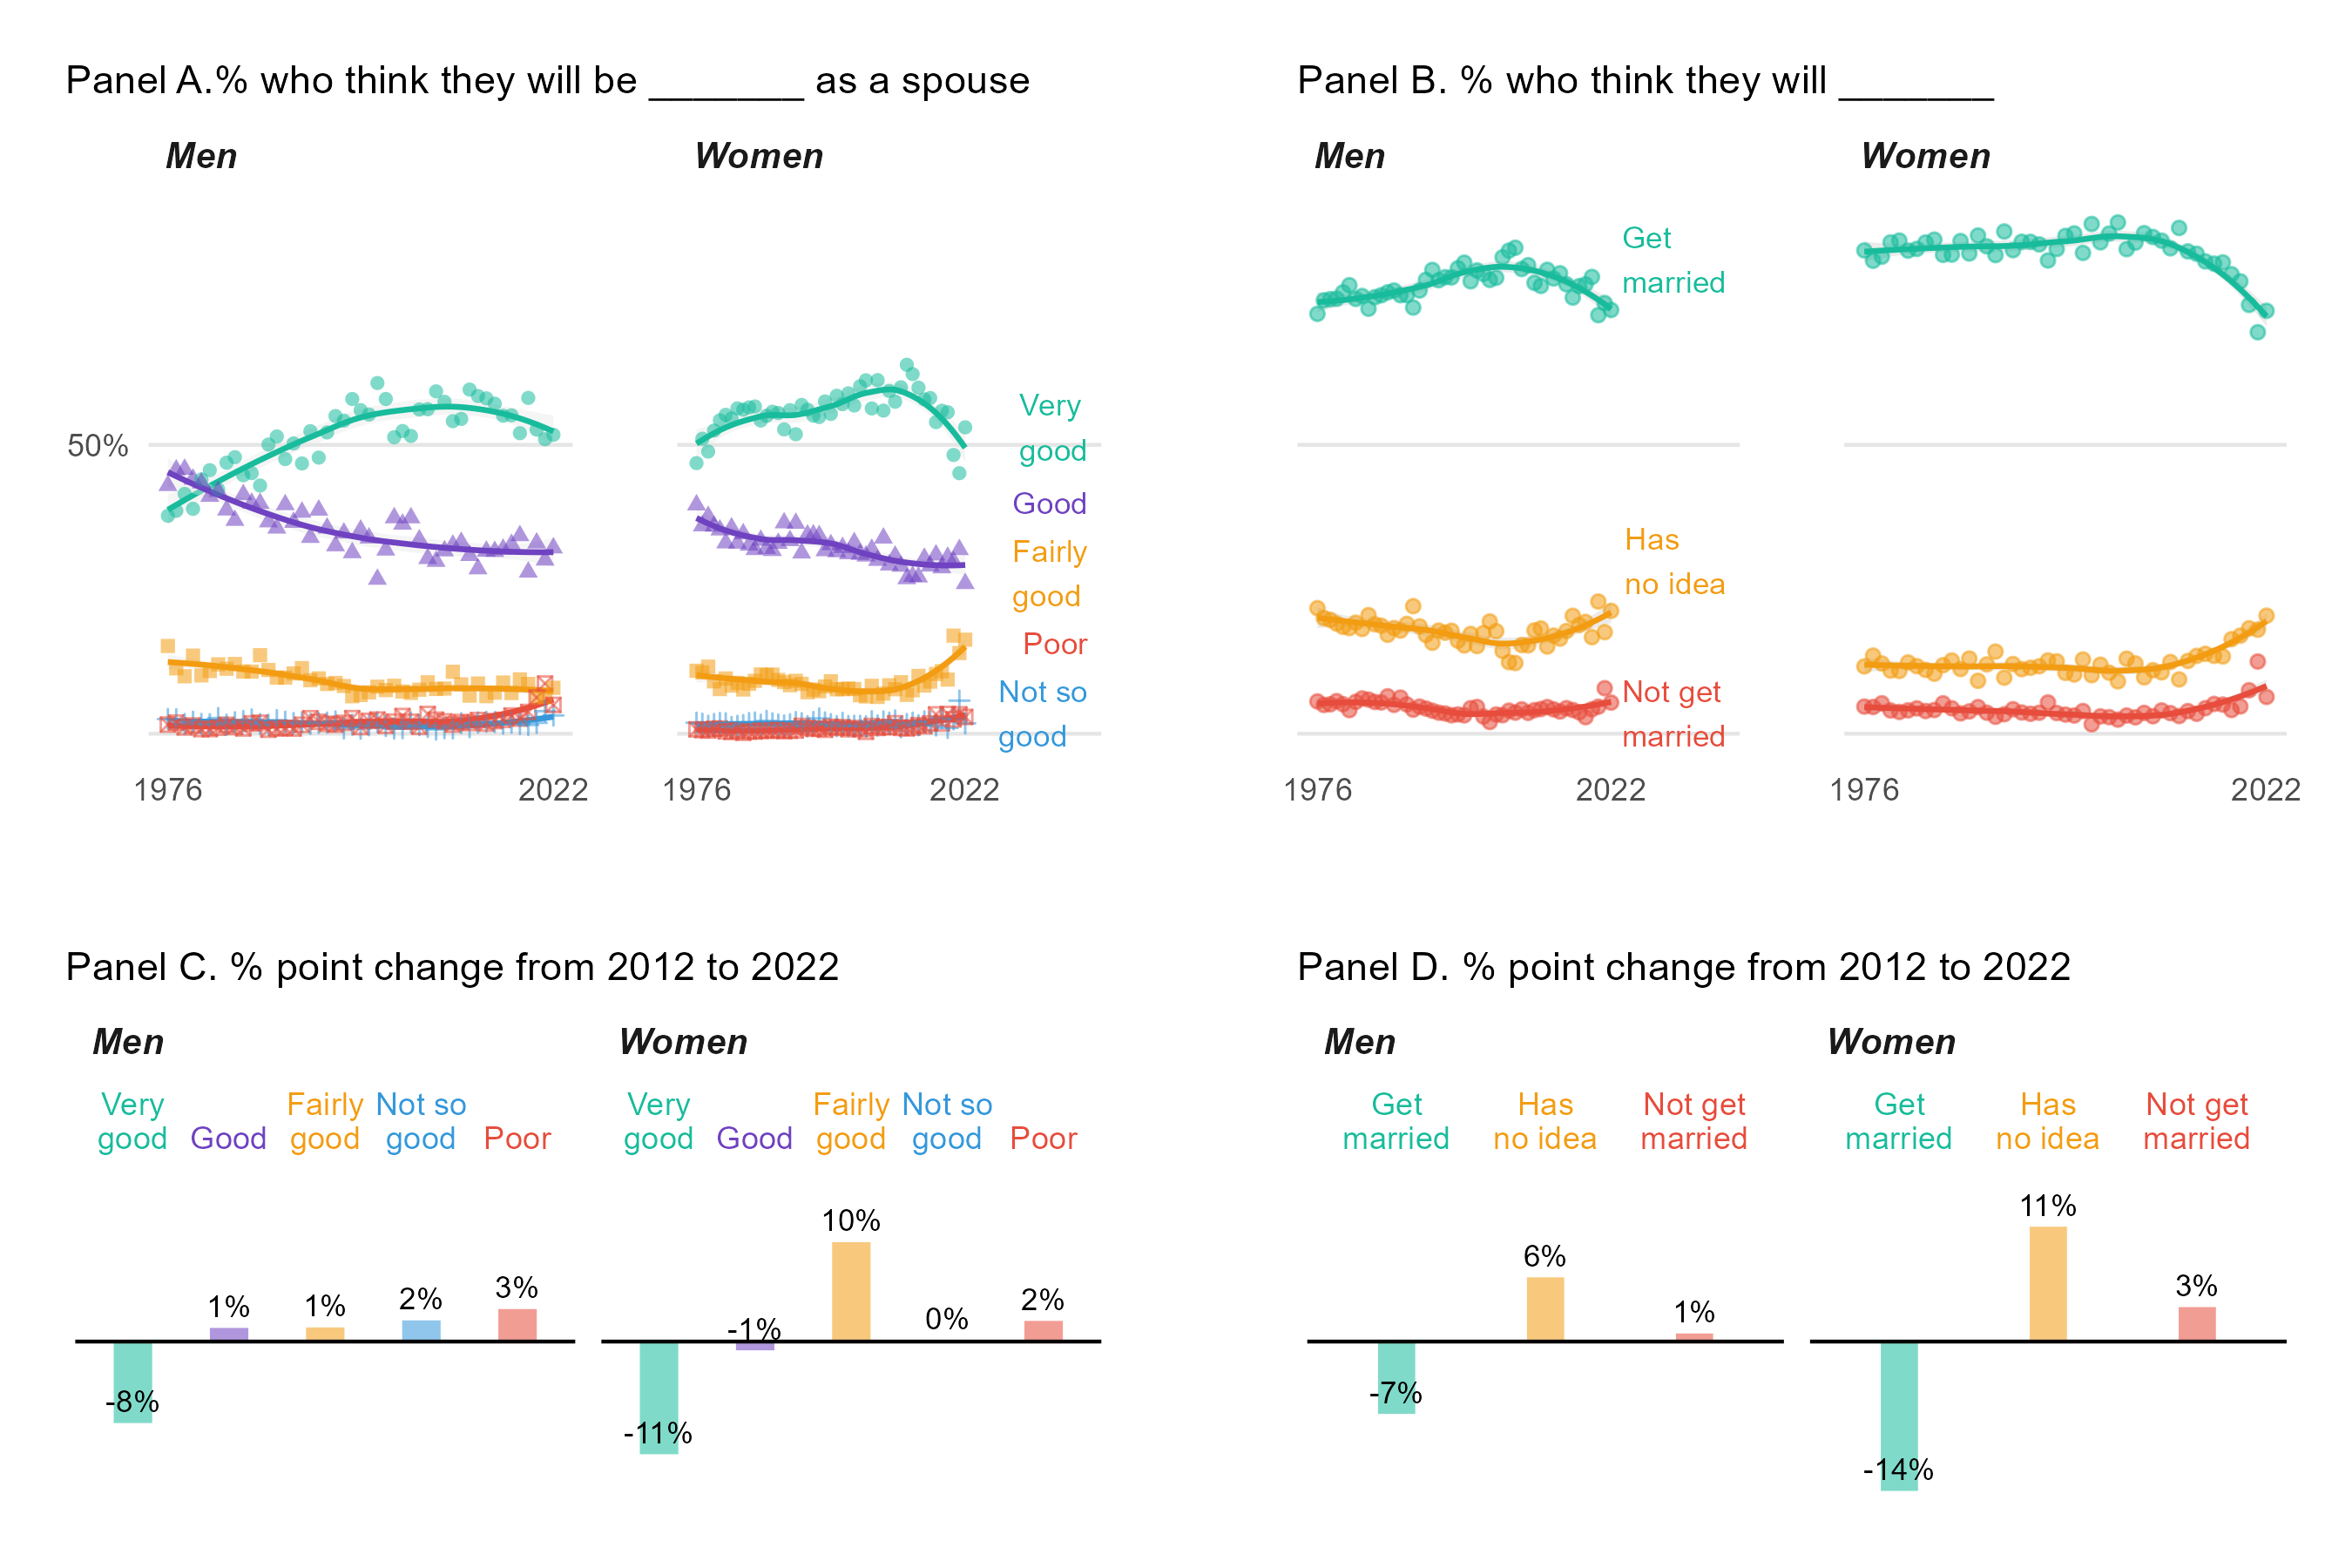 Panel A.% who think they will be _______ as a spouse
Men
Women
50%
Very
good
Good
Fairly
good
Poor
Not so
good
1976
2022
1976
2022
Panel B. % who think they will _______
Men
Women
Get
married
Has
no idea
Not get
married
1976
2022
1976
2022
Panel C. % point change from 2012 to 2022
Men
Very
good
Good
Fairly
good
Not so
good
Poor
-8%
1%
1%
2%
3%
Women
Very
good
Good
Fairly
good
Not so
good
Poor
-11%
-1%
10%
0%
2%
Panel D. % point change from 2012 to 2022
Men
Get
married
Has
no idea
Not get
married
-7%
6%
1%
Women
Get
married
Has
no idea
Not get
married
-14%
11%
3%